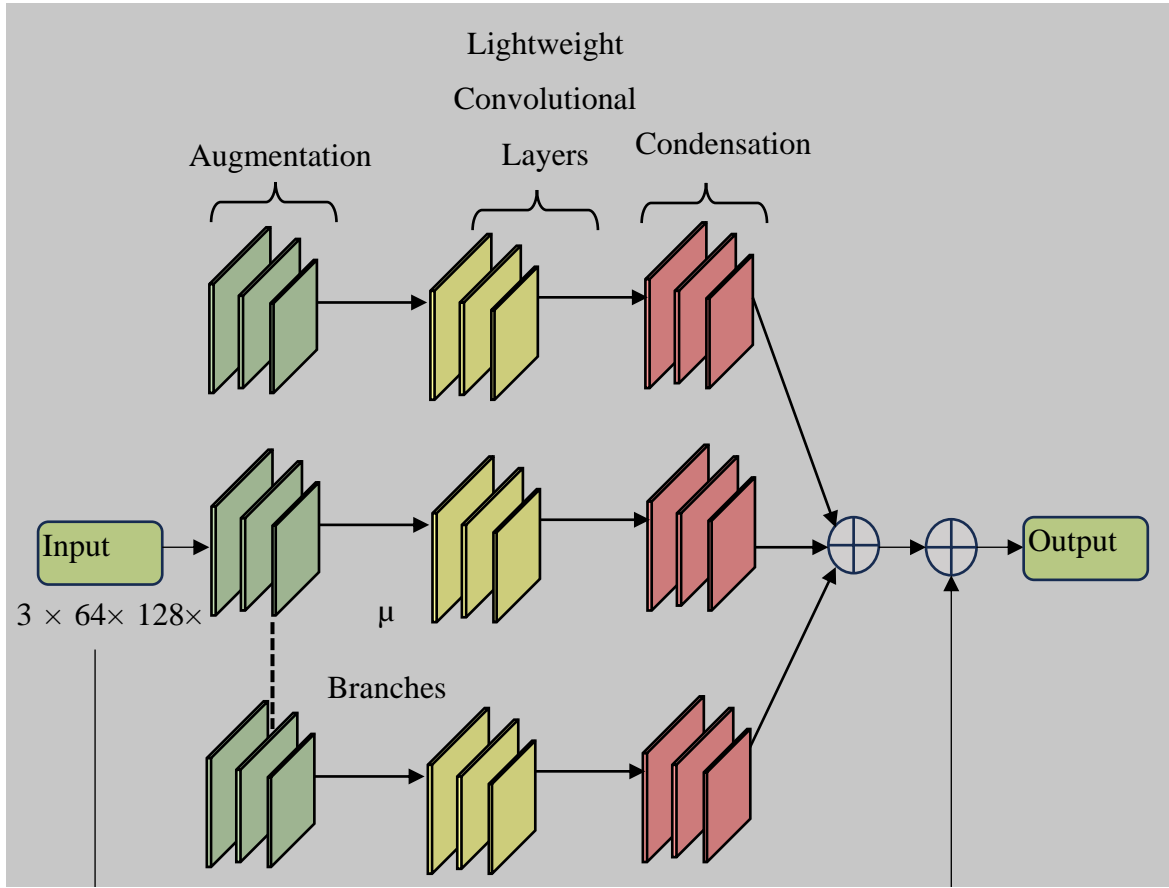 Lightweight
Convolutional
Layers
Augmentation
Condensation
Input
3 × 64× 128×
μ
Branches
Output